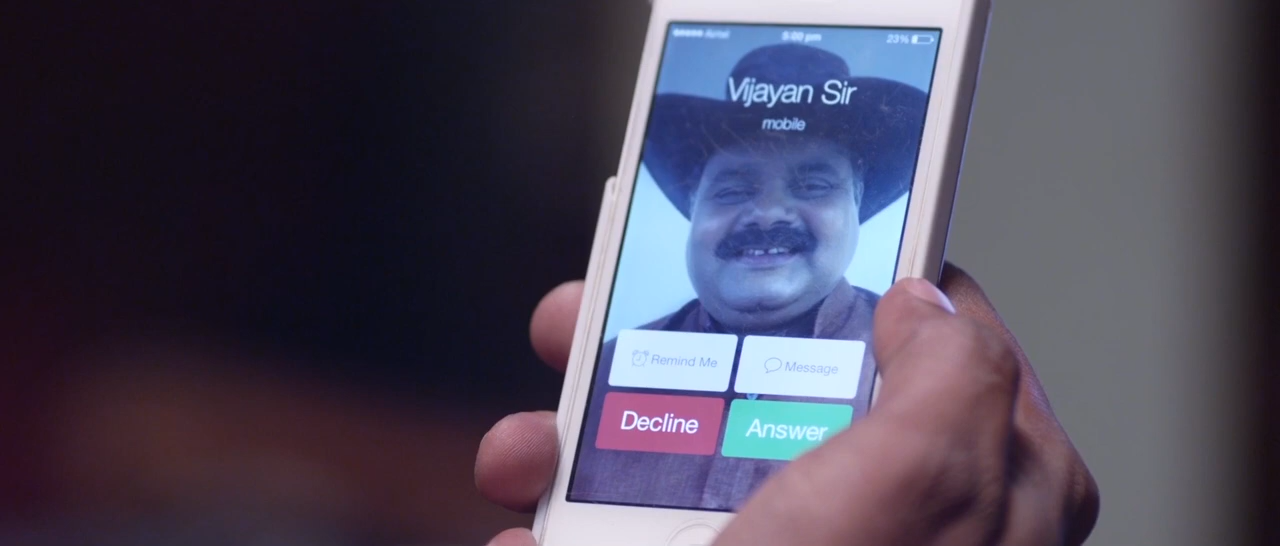 Airtel 5:00 pm 23%
Vijayan Sir
mobile
Remind Me Message
Decline Answer